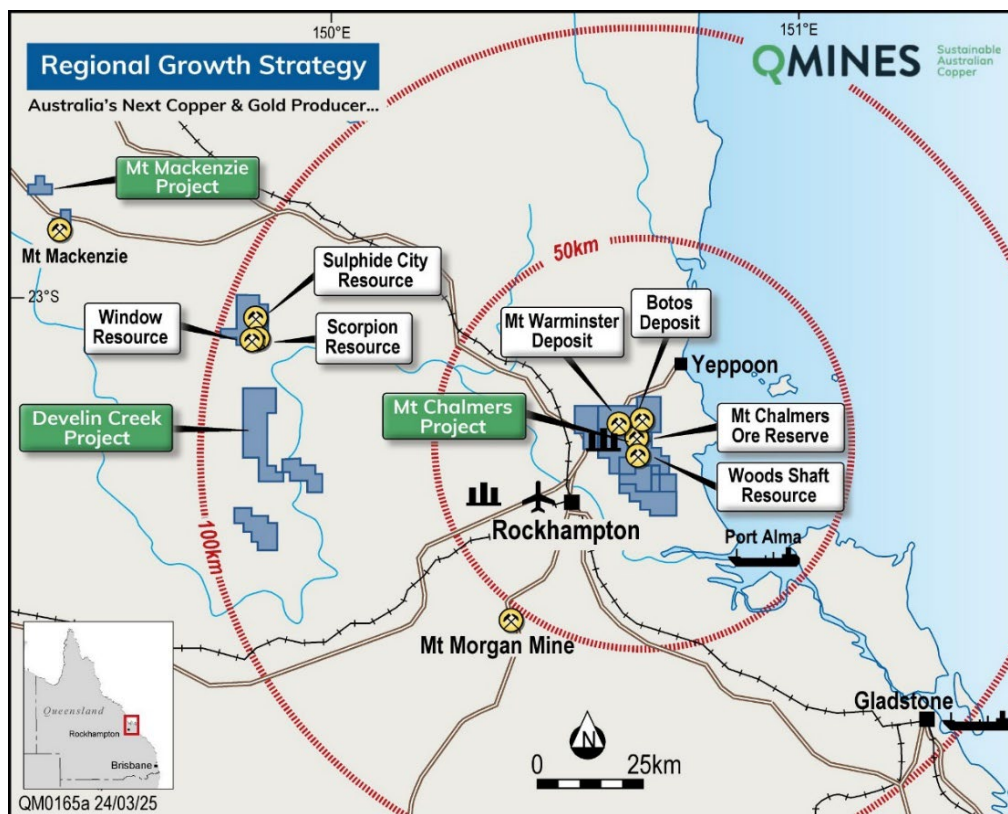 150°E
151°E
Regional Growth Strategy
Australia's Next Copper & Gold Producer...
QMINES
Sustainable
Australian
Copper
Mt Mackenzie
Project
Mt Mackenzie
23°S
Sulphide City
Resource
Window
Resource
Scorpion
Resource
50km
Mt Warminster
Deposit
Botos
Deposit
Yeppoon
Develin Creek
Project
Mt Chalmers
Project
Mt Chalmers
Ore Reserve
Woods Shaft
Resource
Rockhampton
100km
Port Alma
Mt Morgan Mine
Gladstone
Queensland
Rockhampton
Brisbane
N
0 25km
QM0165a 24/03/25